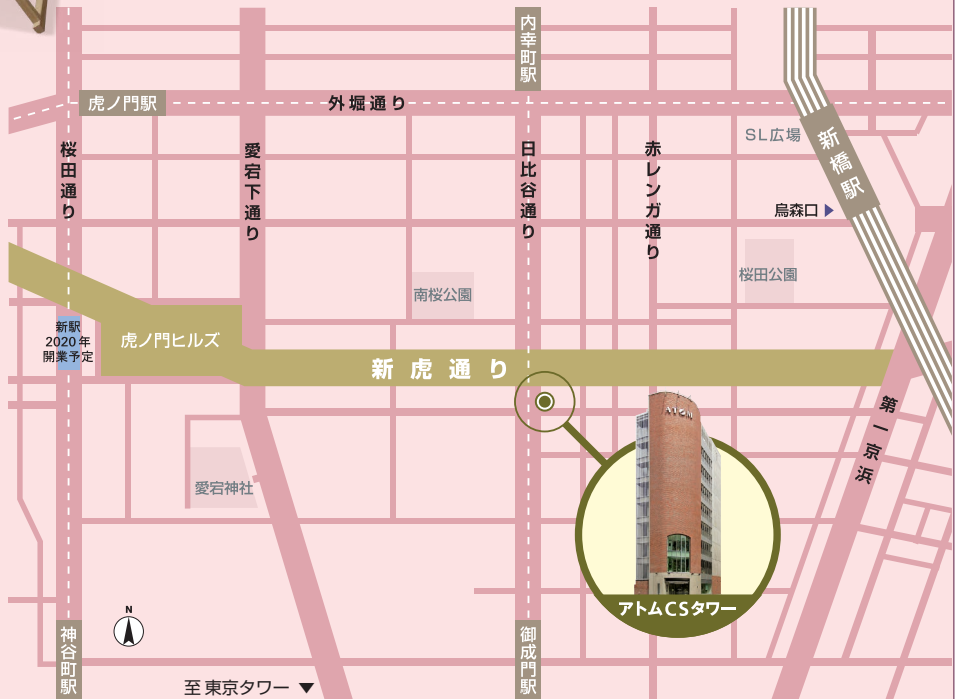 内幸町駅
虎ノ門駅
外堀通り
桜田通り
愛宕下通り
日比谷通り
赤レンガ通り
SL広場
新橋駅
烏森口
南桜公園
桜田公園
新駅
2020年
開業予定
虎ノ門ヒルズ
新虎通り
第一京浜
ATOM
愛宕神社
アトムCSタワー
N
神谷町駅
御成門駅
至 東京タワー